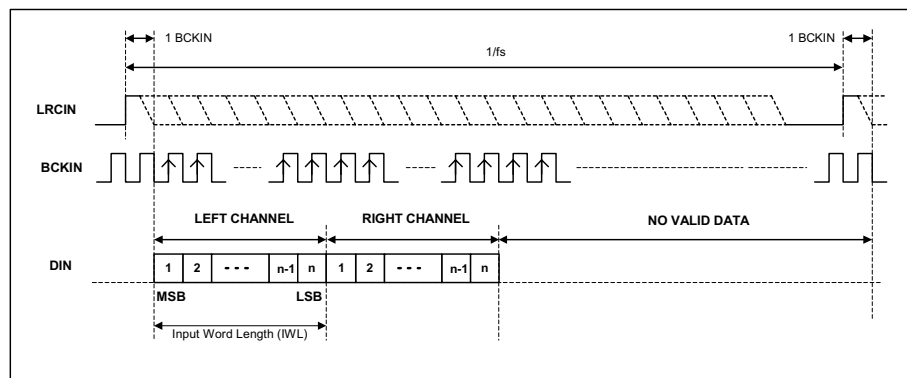 1 BCKIN
1 BCKIN
1/fs
LRCIN
BCKIN
LEFT CHANNEL
RIGHT CHANNEL
NO VALID DATA
DIN
1 2 - - - n-1 n 1 2 - - - n-1 n
MSB
LSB
Input Word Length (IWL)